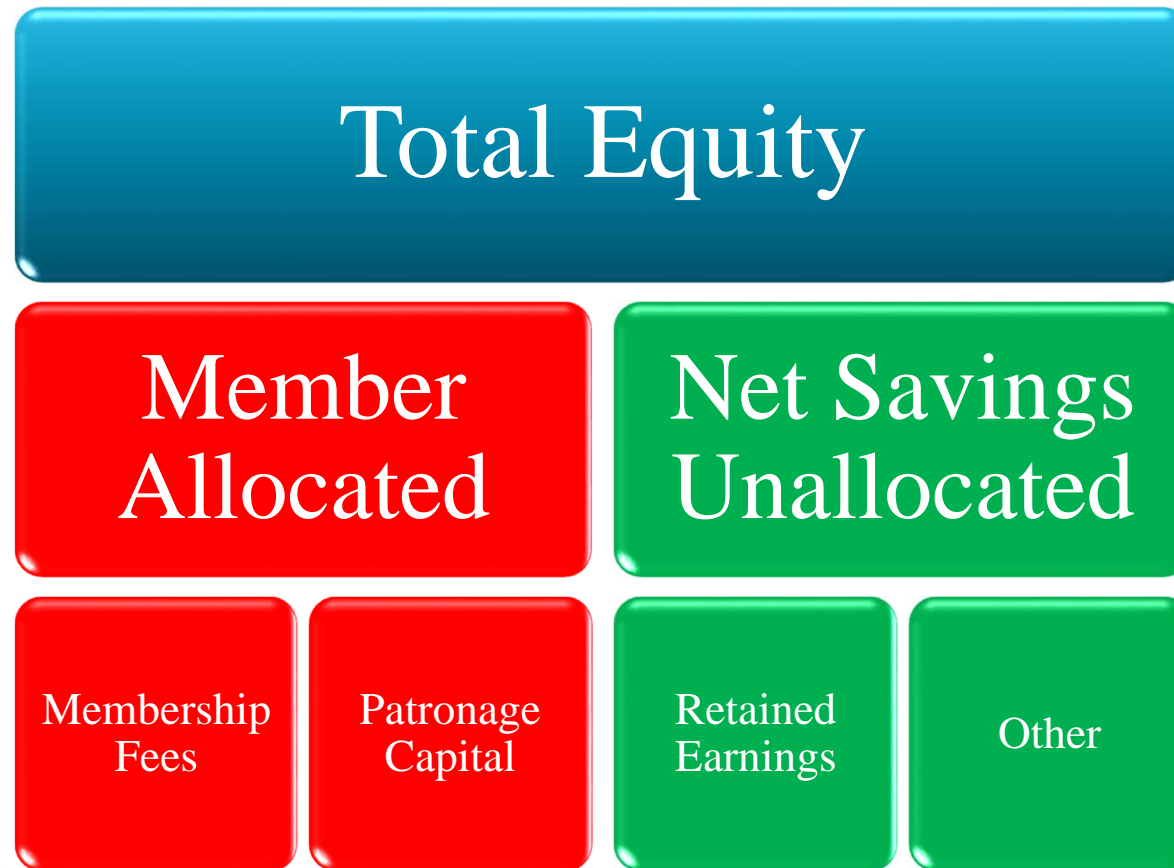 Total Equity
Member
Allocated
Net Savings
Unallocated
Membership
Fees
Patronage
Capital
Retained
Earnings
Other